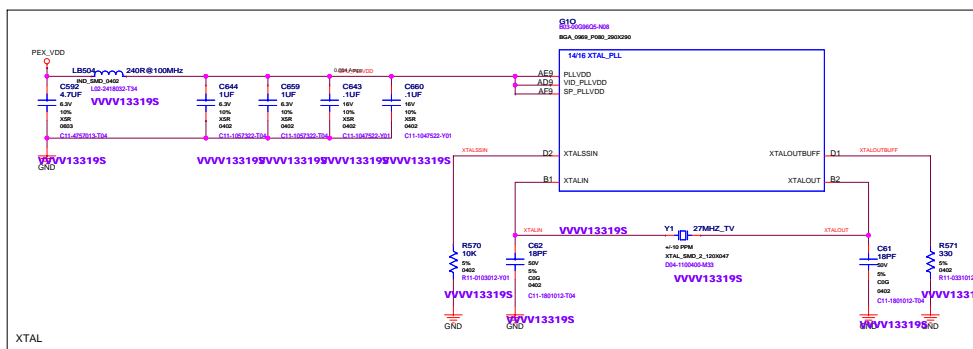 G1O
B03-00G96Q5-N08
BGA_0969_P080_290X290
14/16 XTAL_PLL
PEX_VDD
LB504 240R@100MHz
IND_SMD_0402
L02-2418032-T34
VVVV13319S
AE9 PLLVDD
AD9 VID_PLLVDD
AF9 SP_PLLVDD
C592
4.7UF
6.3V
10%
X5R
0603
C11-4757013-T04
VVVV13319S
GND
C644
1UF
6.3V
10%
X5R
0402
C11-1057322-T04
VVVV13319S
C659
1UF
6.3V
10%
X5R
0402
C11-1057322-T04
VVVV13319S
C643
.1UF
16V
10%
X5R
0402
C11-1047522-Y01
VVVV13319S
C660
.1UF
16V
10%
X5R
0402
C11-1047522-Y01
VVVV13319S
XTALSSIN D2 XTALSSIN
XTALOUTBUFF D1 XTALOUTBUFF
B1 XTALIN
XTALOUT B2
XTALIN VVVV13319S Y1 27MHZ_TV XTALOUT
+/-10 PPM
XTAL_SMD_2_120X047
D04-1100400-M33
VVVV13319S
R570
10K
5%
0402
R11-0103012-Y01
VVVV13319S
GND
C62
18PF
50V
5%
C0G
0402
C11-1801012-T04
VVVV13319S
GND
C61
18PF
50V
5%
C0G
0402
C11-1801012-T04
VVVV13319S
GND
R571
330
5%
0402
R11-0331012
VVVV13319S
GND
XTAL